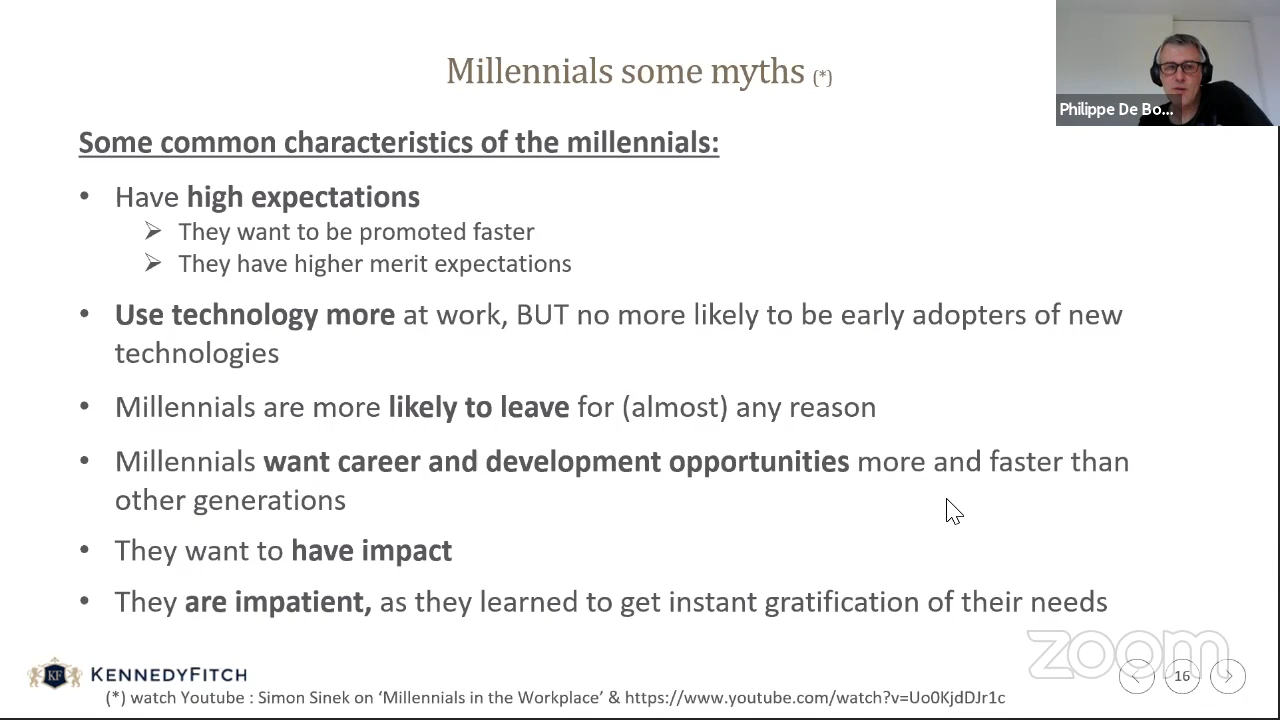 Millennials some myths (*)
Philippe De Bo...
Some common characteristics of the millennials:
• Have high expectations
➢ They want to be promoted faster
➢ They have higher merit expectations
• Use technology more at work, BUT no more likely to be early adopters of new
technologies
• Millennials are more likely to leave for (almost) any reason
• Millennials want career and development opportunities more and faster than
other generations
• They want to have impact
• They are impatient, as they learned to get instant gratification of their needs
zoom
KF KENNEDYFITCH
16
(*) watch Youtube : Simon Sinek on ‘Millennials in the Workplace’ & https://www.youtube.com/watch?v=Uo0KjdDJr1c